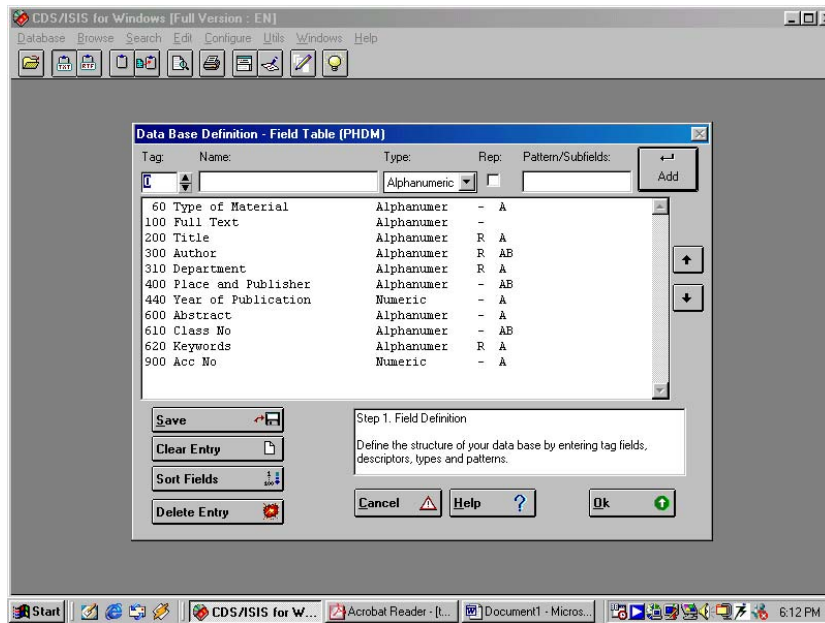 CDS/ISIS for Windows [Full Version : EN]
Database Browse Search Edit Configure Utils Windows Help
TXT RTF
Data Base Definition - Field Table (PHDM)
Tag: Name: Type: Rep: Pattern/Subfields:
0 Alphanumeric Add
60 Type of Material Alphanumer - A
100 Full Text Alphanumer -
200 Title Alphanumer R A
300 Author Alphanumer R AB
310 Department Alphanumer R A
400 Place and Publisher Alphanumer - AB
440 Year of Publication Numeric - A
600 Abstract Alphanumer - A
610 Class No Alphanumer - AB
620 Keywords Alphanumer R A
900 Acc No Numeric - A
Save
Clear Entry
Sort Fields
Delete Entry
Step 1. Field Definition
Define the structure of your data base by entering tag fields,
descriptors, types and patterns.
Cancel Help ? Ok
Start CDS/ISIS for W... Acrobat Reader - [t... Document1 - Micros... 6:12 PM